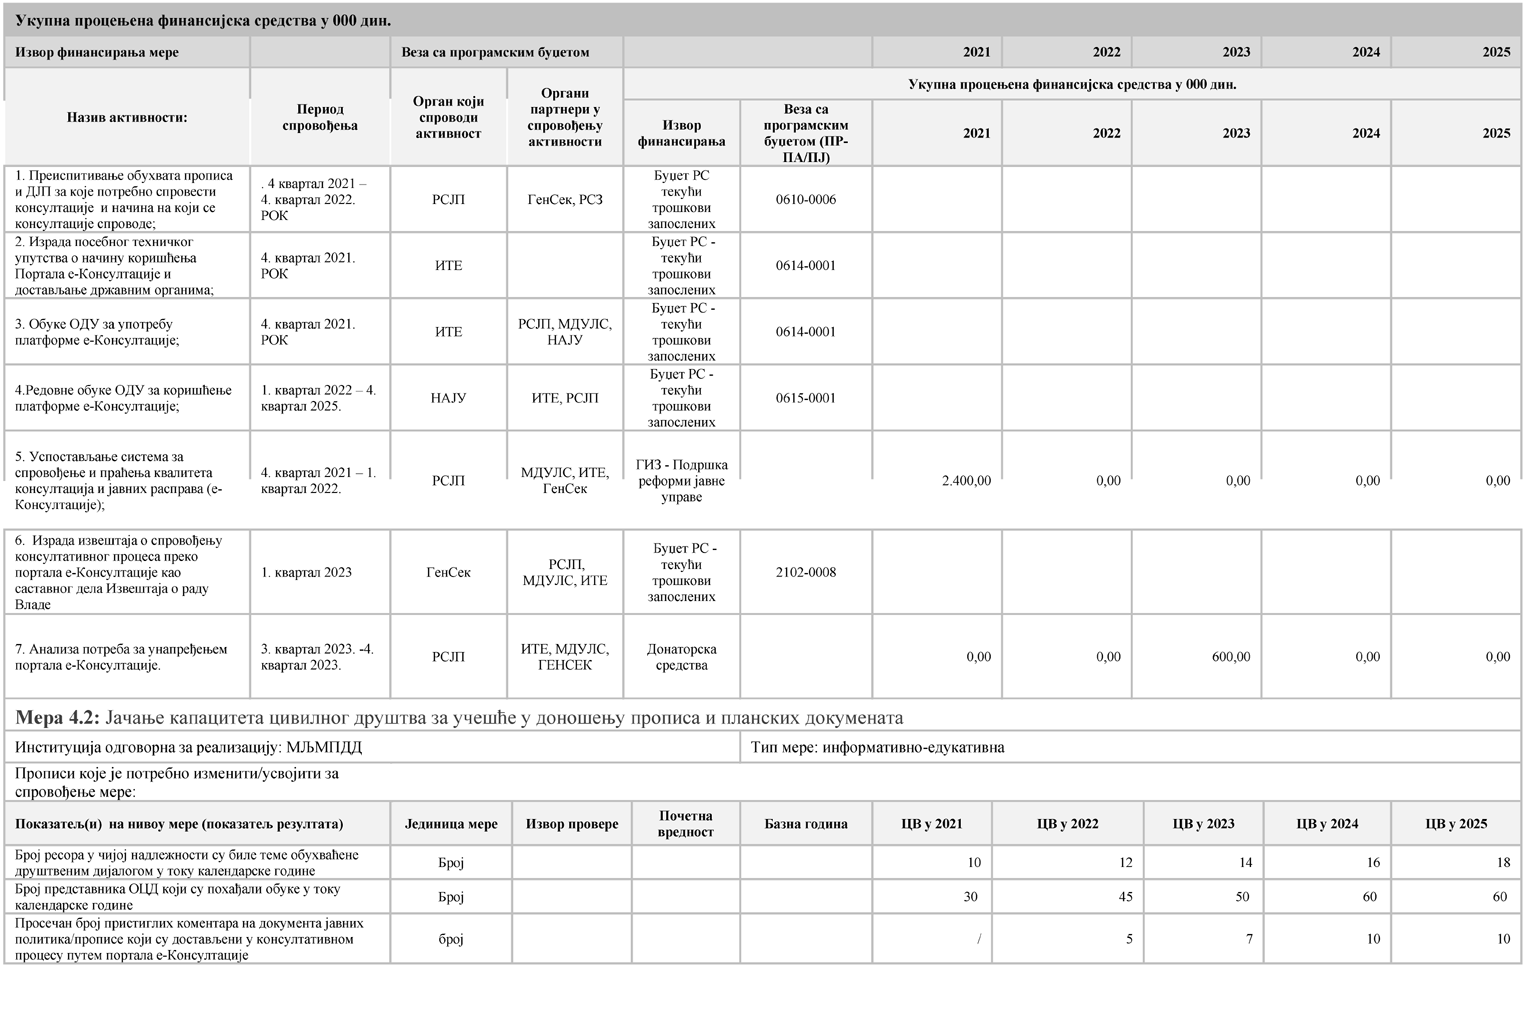 Укупна процењена финансијска средства у 000 дин.
Извор финансирања мере Веза са програмским буџетом 2021 2022 2023 2024 2025
Назив активности: Период спровођења Орган који спроводи активност Органи партнери у спровођењу активности Укупна процењена финансијска средства у 000 дин.
Извор финансирања Веза са програмским буџетом (ПР-ПА/ПЈ) 2021 2022 2023 2024 2025
1. Преиспитивање обухвата прописа
и ДЈП за које потребно спровести
консултације и начина на који се
консултације спроводе;
. 4 квартал 2021 –
4. квартал 2022.
РОК
РСЈП
ГенСек, РСЗ
Буџет РС
текући
трошкови
запослених
0610-0006
2. Израда посебног техничког
упутства о начину коришћења
Портала е-Консултације и
достављање државним органима;
4. квартал 2021.
РОК
ИТЕ
Буџет РС -
текући
трошкови
запослених
0614-0001
3. Обуке ОДУ за употребу
платформе е-Консултације;
4. квартал 2021.
РОК
ИТЕ
РСЈП, МДУЛС,
НАЈУ
Буџет РС -
текући
трошкови
запослених
0614-0001
4.Редовне обуке ОДУ за коришћење
платформе е-Консултације;
1. квартал 2022 – 4.
квартал 2025.
НАЈУ
ИТЕ, РСЈП
Буџет РС -
текући
трошкови
запослених
0615-0001
5. Успостављање система за
спровођење и праћења квалитета
консултација и јавних расправа (е-
Консултације);
4. квартал 2021 – 1.
квартал 2022.
РСЈП
МДУЛС, ИТЕ,
ГенСек
ГИЗ - Подршка
реформи јавне
управе
2.400,00 0,00 0,00 0,00 0,00
6. Израда извештаја о спровођењу
консултативног процеса преко
портала е-Консултације као
саставног дела Извештаја о раду
Владе
1. квартал 2023
ГенСек
РСЈП,
МДУЛС, ИТЕ
Буџет РС -
текући
трошкови
запослених
2102-0008
7. Анализа потреба за унапређењем
портала е-Консултације.
3. квартал 2023. -4.
квартал 2023.
РСЈП
ИТЕ, МДУЛС,
ГЕНСЕК
Донаторска
средства
0,00 0,00 600,00 0,00 0,00
Мера 4.2: Јачање капацитета цивилног друштва за учешће у доношењу прописа и планских докумената
Институција одговорна за реализацију: МЉМПДД Тип мере: информативно-едукативна
Прописи које је потребно изменити/усвојити за
спровођење мере:
Показатељ(и) на нивоу мере (показатељ резултата) Јединица мере Извор провере Почетна вредност Базна година ЦВ у 2021 ЦВ у 2022 ЦВ у 2023 ЦВ у 2024 ЦВ у 2025
Број ресора у чијој надлежности су биле теме обухваћене
друштвеним дијалогом у току календарске године
Број 10 12 14 16 18
Број представника ОЦД који су похађали обуке у току
календарске године
Број 30 45 50 60 60
Просечан број пристиглих коментара на документа јавних
политика/прописе који су достављени у консултативном
процесу путем портала е-Консултације
број / 5 7 10 10